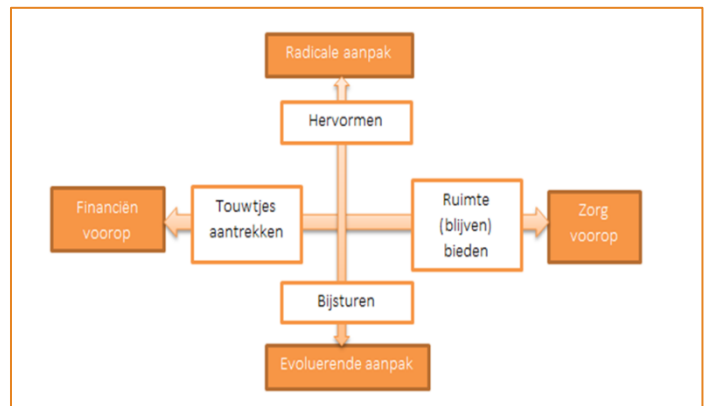 Radicale aanpak
Hervormen
Financiën
voorop
Touwtjes
aantrekken
Ruimte
(blijven)
bieden
Zorg
voorop
Bijsturen
Evoluerende aanpak